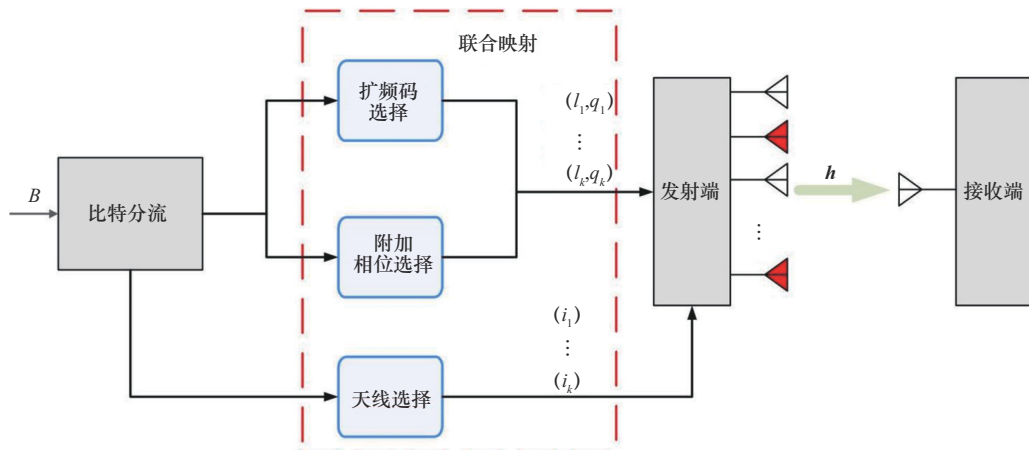 联合映射
扩频码
选择
(l₁,q₁)
⋮
(lₖ,qₖ)
B
比特分流
发射端
h
接收端
⋮
附加
相位选择
(i₁)
⋮
(iₖ)
天线选择